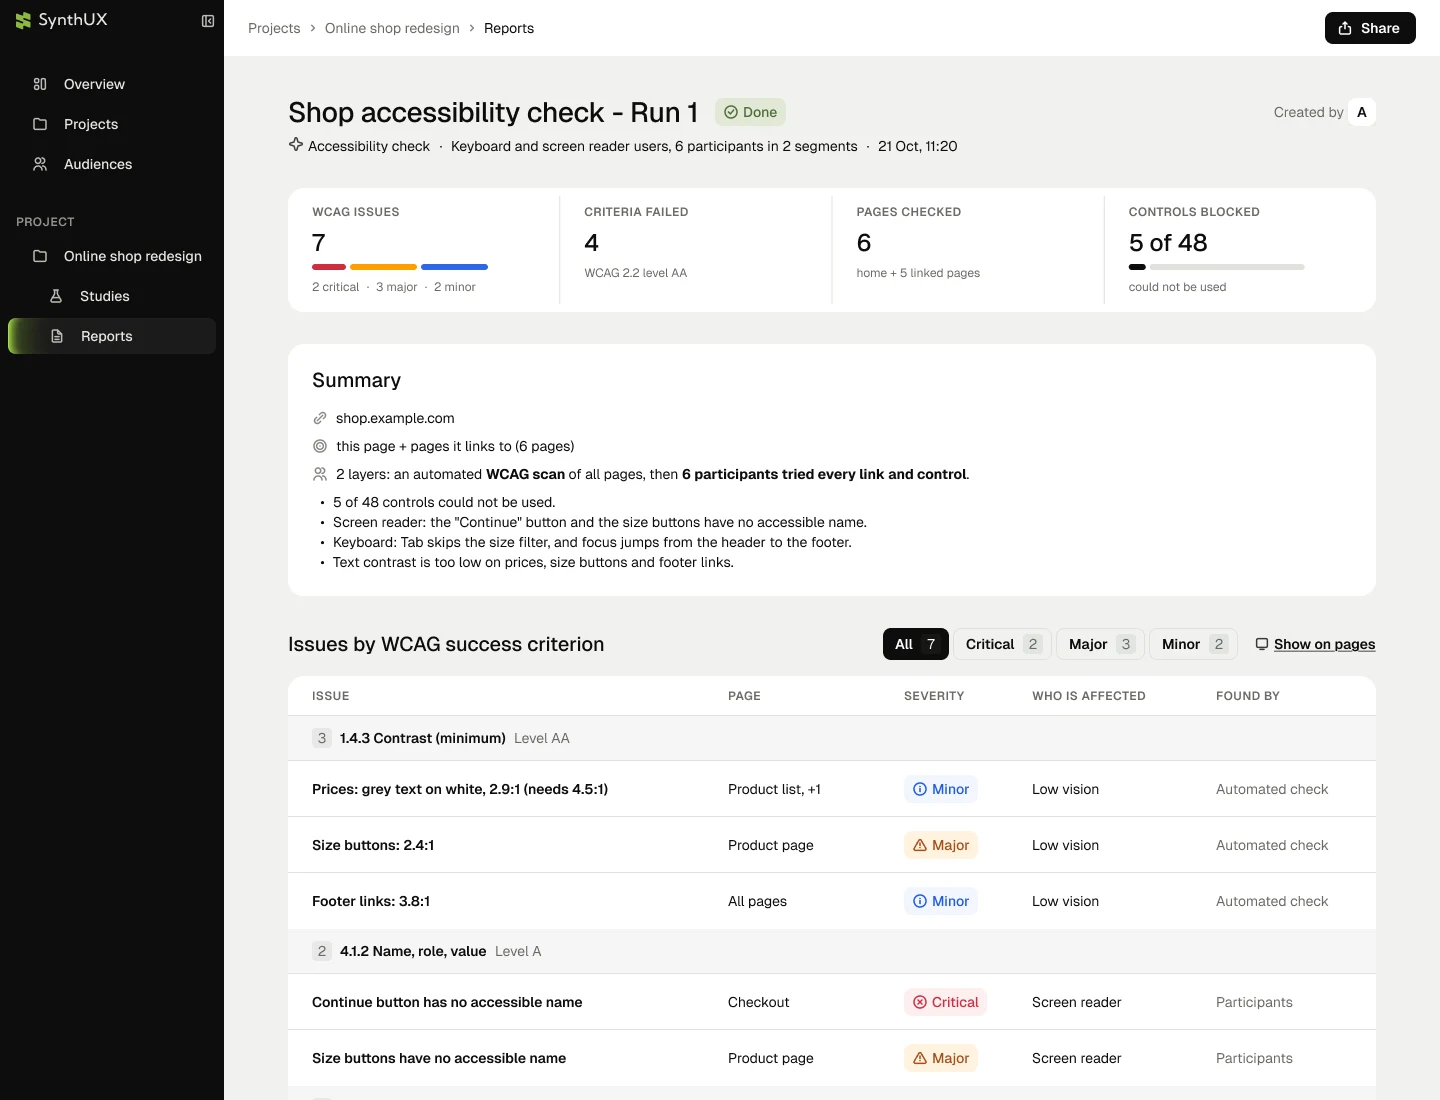 SynthUX
Overview
Projects
Audiences
PROJECT
Online shop redesign
Studies
Reports
Projects › Online shop redesign › Reports
Share
Shop accessibility check - Run 1
Done
Created by A
Accessibility check · Keyboard and screen reader users, 6 participants in 2 segments · 21 Oct, 11:20
WCAG ISSUES
7
2 critical · 3 major · 2 minor
CRITERIA FAILED
4
WCAG 2.2 level AA
PAGES CHECKED
6
home + 5 linked pages
CONTROLS BLOCKED
5 of 48
could not be used
Summary
shop.example.com
this page + pages it links to (6 pages)
2 layers: an automated WCAG scan of all pages, then 6 participants tried every link and control.
• 5 of 48 controls could not be used.
• Screen reader: the "Continue" button and the size buttons have no accessible name.
• Keyboard: Tab skips the size filter, and focus jumps from the header to the footer.
• Text contrast is too low on prices, size buttons and footer links.
Issues by WCAG success criterion
All 7 Critical 2 Major 3 Minor 2 Show on pages
ISSUE PAGE SEVERITY WHO IS AFFECTED FOUND BY
3 1.4.3 Contrast (minimum) Level AA
Prices: grey text on white, 2.9:1 (needs 4.5:1) Product list, +1 Minor Low vision Automated check
Size buttons: 2.4:1 Product page Major Low vision Automated check
Footer links: 3.8:1 All pages Minor Low vision Automated check
2 4.1.2 Name, role, value Level A
Continue button has no accessible name Checkout Critical Screen reader Participants
Size buttons have no accessible name Product page Major Screen reader Participants